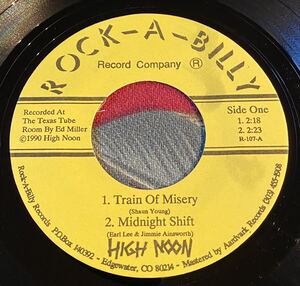 ROCK-A-BILLY
Record Company ®
Recorded At
The Texas Tube
Room By Ed Miller
©1990 High Noon
Side One
1. 2:18
2. 2:23
R-107-A
1. Train Of Misery
(Shaun Young)
2. Midnight Shift
(Earl Lee & Jimmie Ainsworth)
HIGH NOON
Rock-A-Billy Records P.O.Box 140392 - Edgewater, CO 80214 - Mastered by Aardvark Records (303) 455-1908